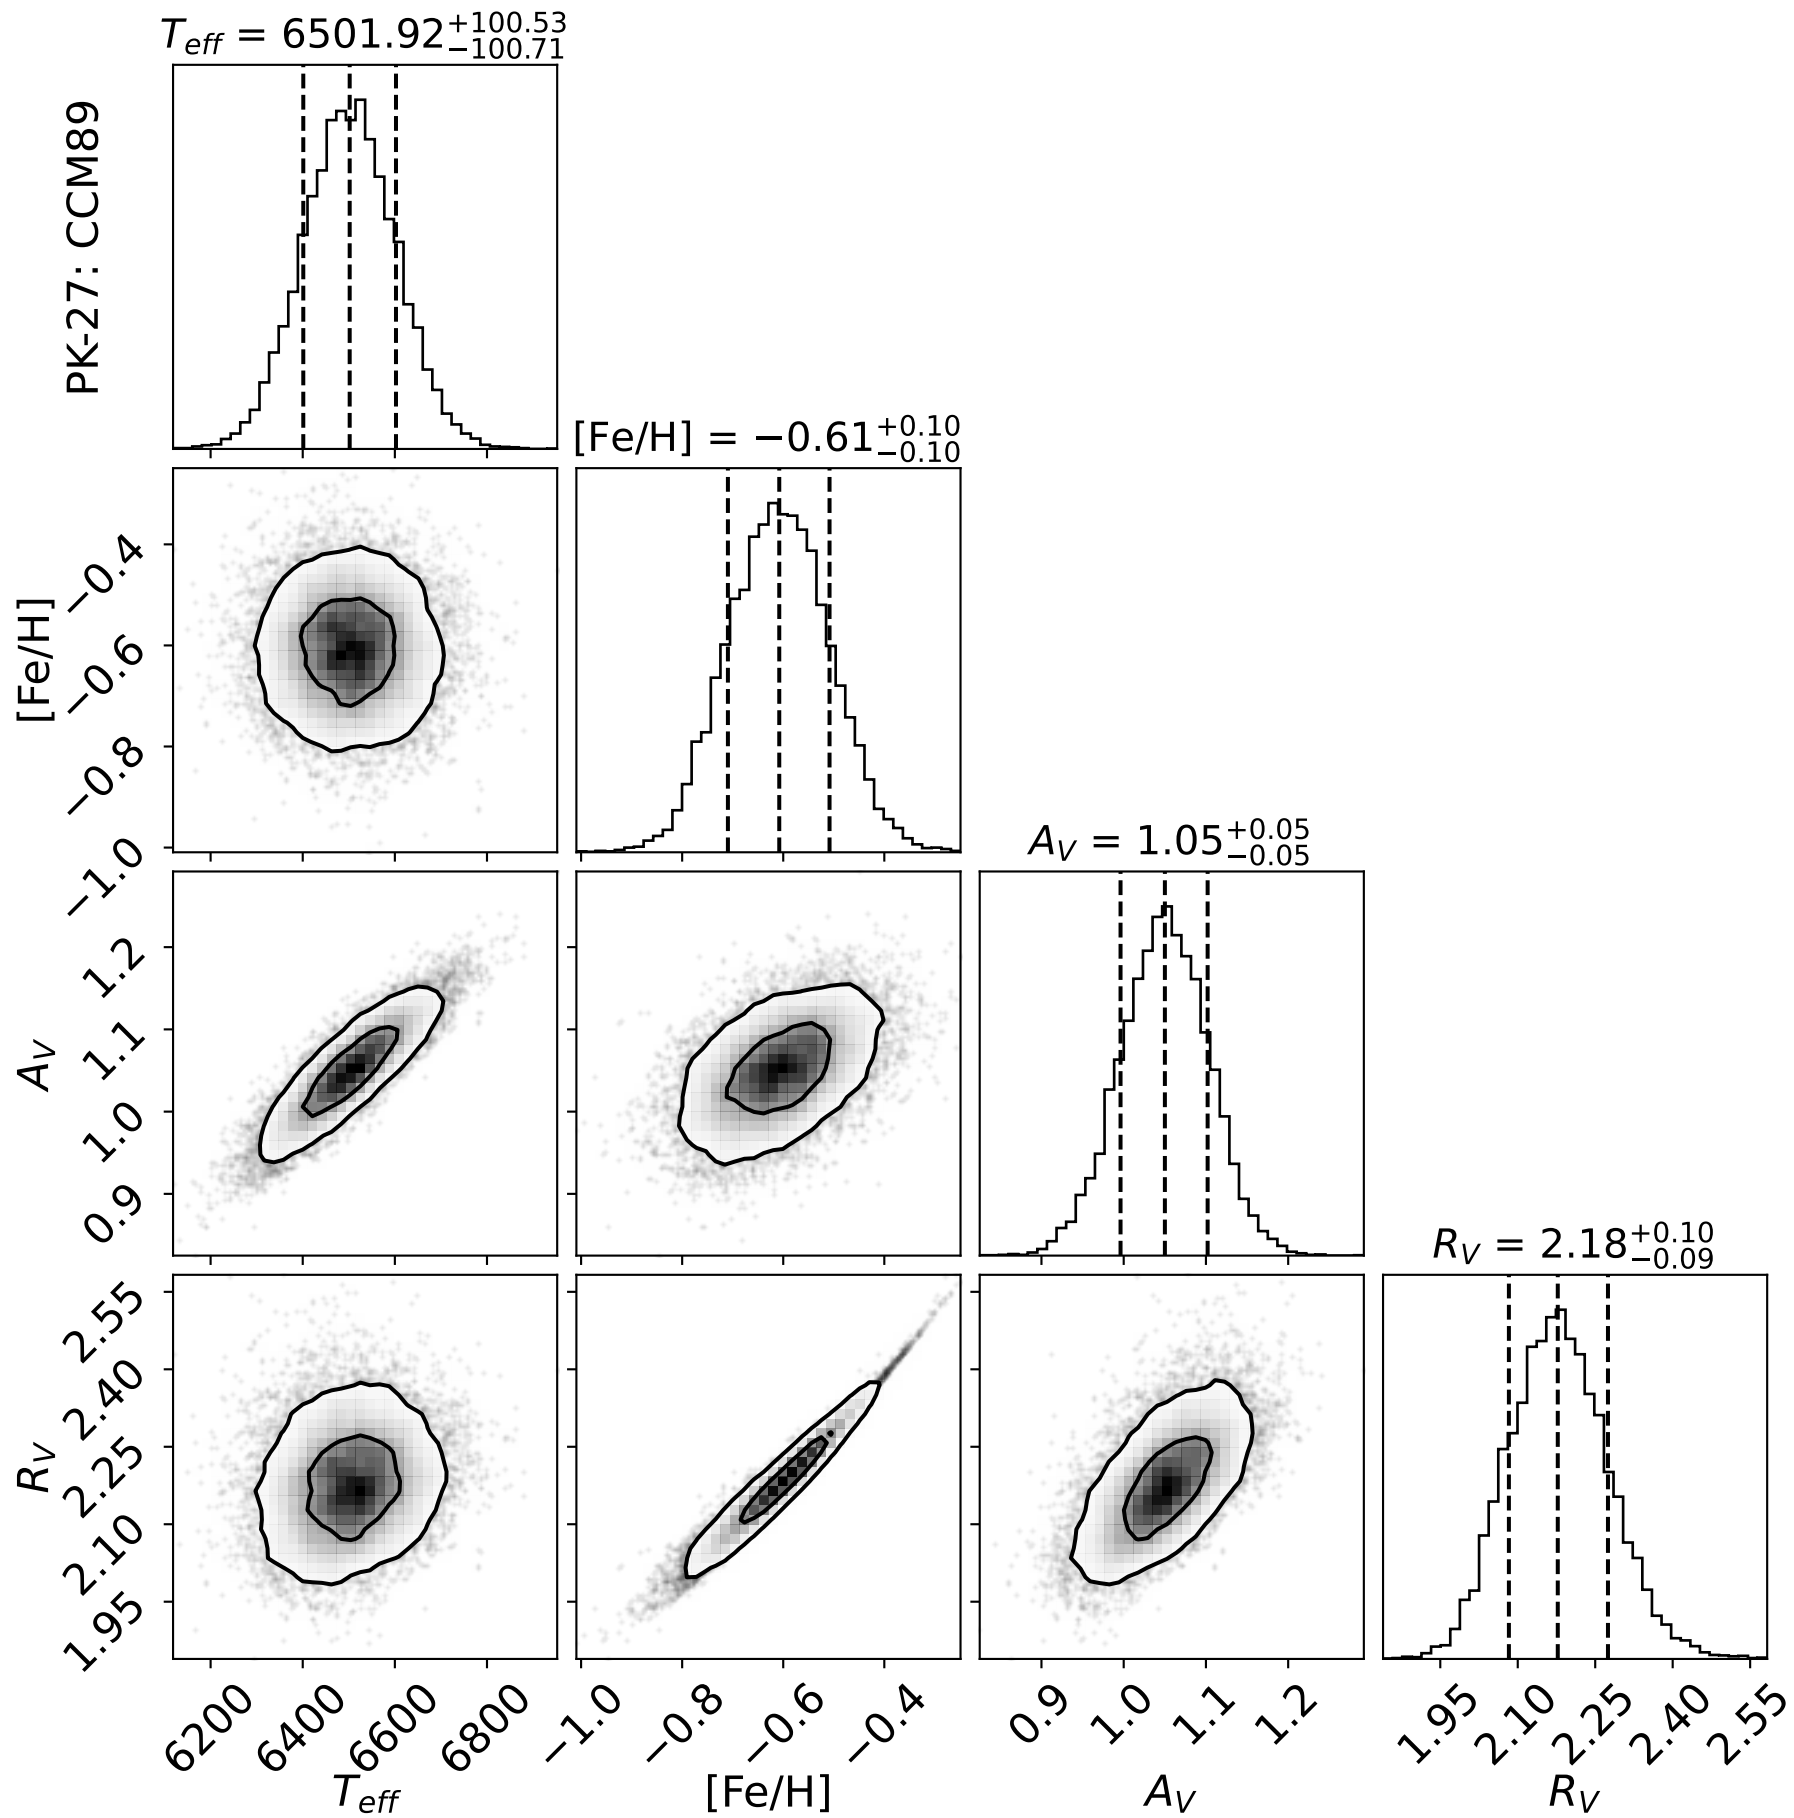 T_eff = 6501.92 +100.53 −100.71
PK-27: CCM89
[Fe/H] = −0.61 +0.10 −0.10
−0.4
−0.6
−0.8
−1.0
[Fe/H]
A_V = 1.05 +0.05 −0.05
1.2
1.1
1.0
0.9
A_V
R_V = 2.18 +0.10 −0.09
2.55
2.40
2.25
2.10
1.95
R_V
6200 6400 6600 6800
T_eff
−1.0 −0.8 −0.6 −0.4
[Fe/H]
0.9 1.0 1.1 1.2
A_V
1.95 2.10 2.25 2.40 2.55
R_V